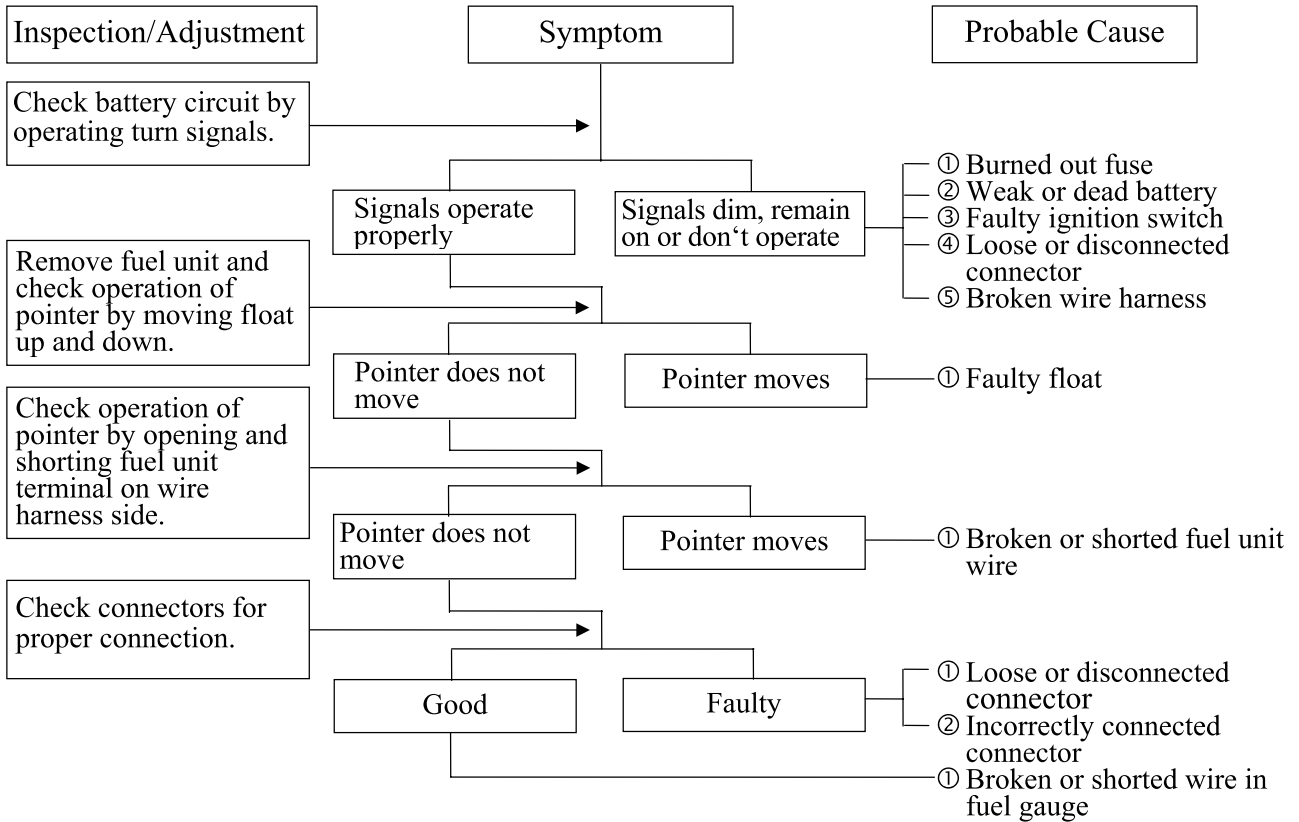 Inspection/Adjustment
Symptom
Probable Cause
Check battery circuit by
operating turn signals.
Signals operate
properly
Signals dim, remain
on or don‘t operate
① Burned out fuse
② Weak or dead battery
③ Faulty ignition switch
④ Loose or disconnected
connector
⑤ Broken wire harness
Remove fuel unit and
check operation of
pointer by moving float
up and down.
Pointer does not
move
Pointer moves
① Faulty float
Check operation of
pointer by opening and
shorting fuel unit
terminal on wire
harness side.
Pointer does not
move
Pointer moves
① Broken or shorted fuel unit
wire
Check connectors for
proper connection.
Good
Faulty
① Loose or disconnected
connector
② Incorrectly connected
connector
① Broken or shorted wire in
fuel gauge